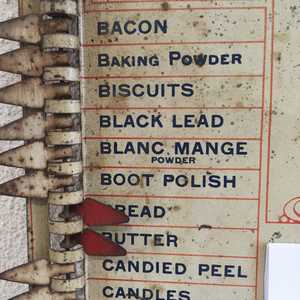 BACON
BAKING POWDER
BISCUITS
BLACK LEAD
BLANC MANGE
POWDER
BOOT POLISH
READ
BUTTER
CANDIED PEEL
CANDLES